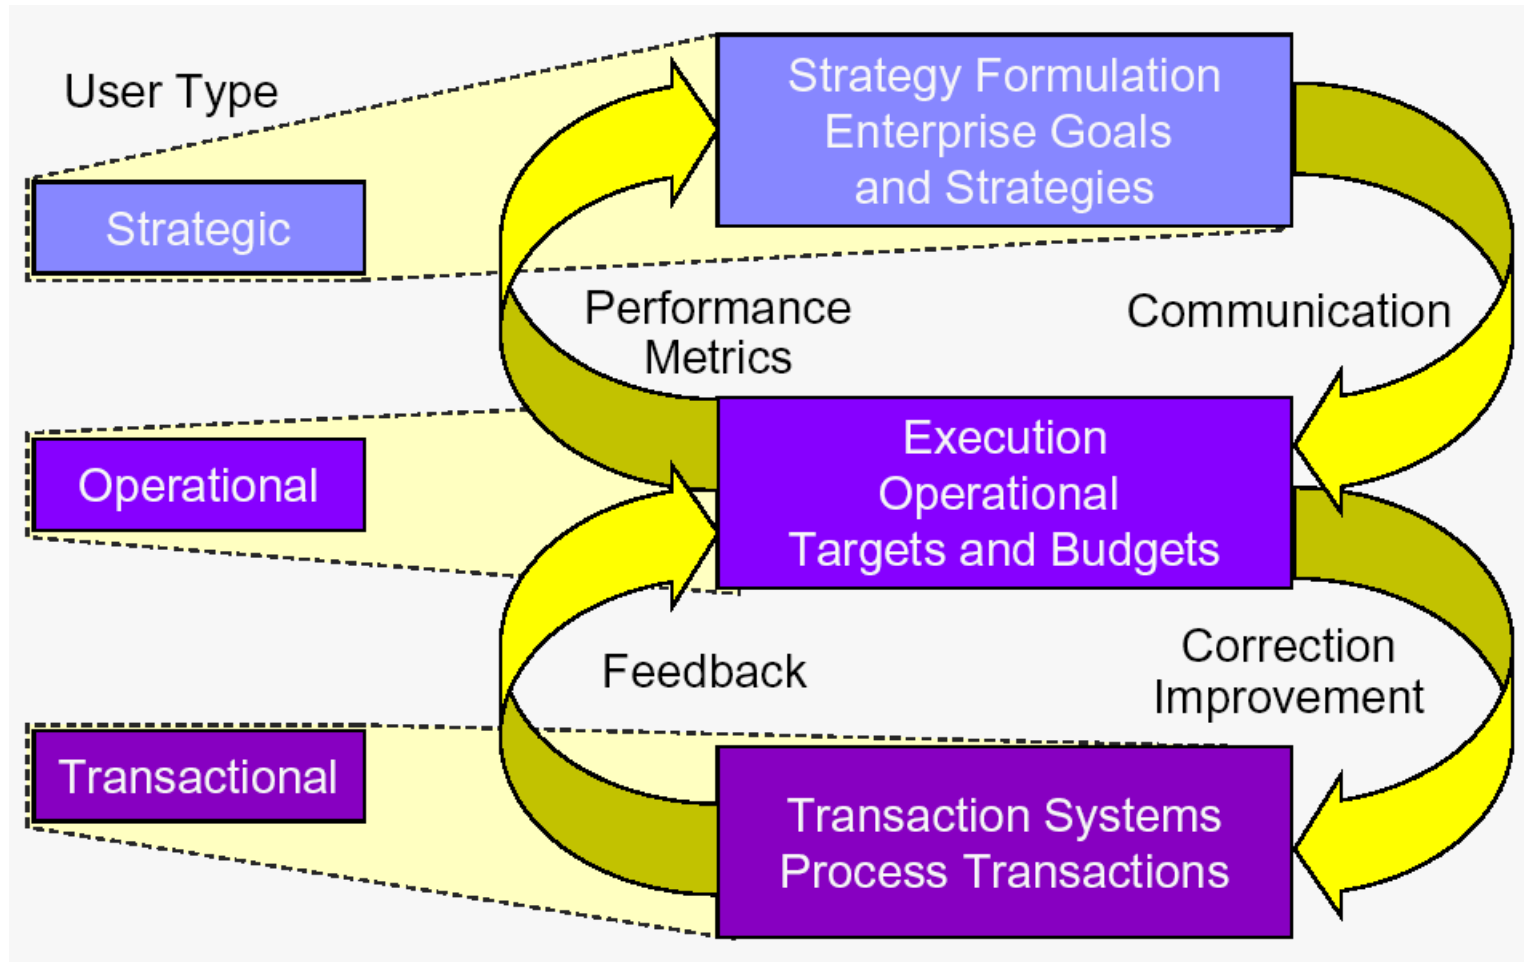 User Type
Strategic
Strategy Formulation
Enterprise Goals
and Strategies
Performance
Metrics
Communication
Operational
Execution
Operational
Targets and Budgets
Feedback
Correction
Improvement
Transactional
Transaction Systems
Process Transactions